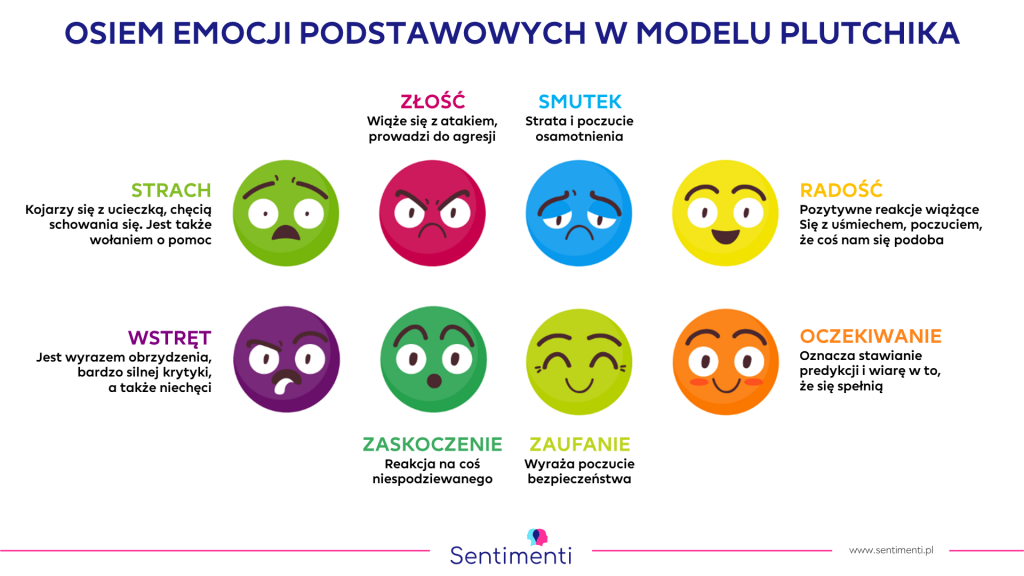 OSIEM EMOCJI PODSTAWOWYCH W MODELU PLUTCHIKA
ZŁOŚĆ
Wiąże się z atakiem,
prowadzi do agresji
SMUTEK
Strata i poczucie
osamotnienia
STRACH
Kojarzy się z ucieczką, chęcią
schowania się. Jest także
wołaniem o pomoc
RADOŚĆ
Pozytywne reakcje wiążące
Się z uśmiechem, poczuciem,
że coś nam się podoba
WSTRĘT
Jest wyrazem obrzydzenia,
bardzo silnej krytyki,
a także niechęci
OCZEKIWANIE
Oznacza stawianie
predykcji i wiarę w to,
że się spełnią
ZASKOCZENIE
Reakcja na coś
niespodziewanego
ZAUFANIE
Wyraża poczucie
bezpieczeństwa
Sentimenti
www.sentimenti.pl